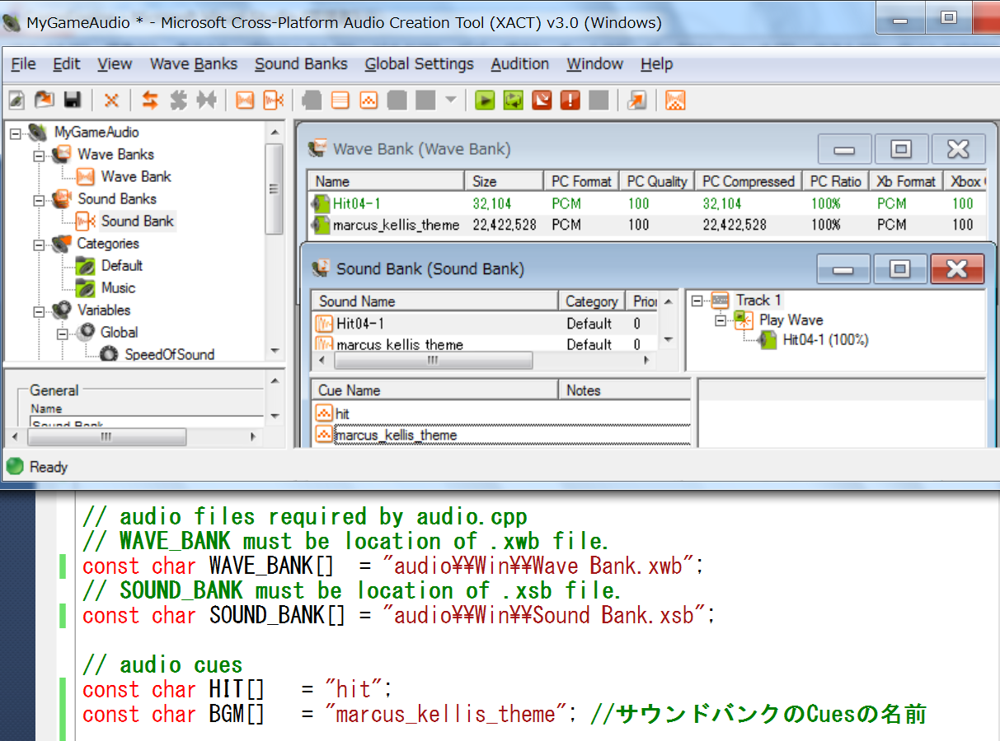 MyGameAudio * - Microsoft Cross-Platform Audio Creation Tool (XACT) v3.0 (Windows)
File Edit View Wave Banks Sound Banks Global Settings Audition Window Help
MyGameAudio
Wave Banks
Wave Bank
Sound Banks
Sound Bank
Categories
Default
Music
Variables
Global
SpeedOfSound
General
Name
Sound Bank
Wave Bank (Wave Bank)
Name Size PC Format PC Quality PC Compressed PC Ratio Xb Format Xbox
Hit04-1 32,104 PCM 100 32,104 100% PCM 100
marcus_kellis_theme 22,422,528 PCM 100 22,422,528 100% PCM 100
Sound Bank (Sound Bank)
Sound Name Category Prior
Hit04-1 Default 0
marcus_kellis_theme Default 0
Track 1
Play Wave
Hit04-1 (100%)
Cue Name Notes
hit
marcus_kellis_theme
Ready
// audio files required by audio.cpp
// WAVE_BANK must be location of .xwb file.
const char WAVE_BANK[] = "audio¥¥Win¥¥Wave Bank.xwb";
// SOUND_BANK must be location of .xsb file.
const char SOUND_BANK[] = "audio¥¥Win¥¥Sound Bank.xsb";
// audio cues
const char HIT[] = "hit";
const char BGM[] = "marcus_kellis_theme"; //サウンドバンクのCuesの名前